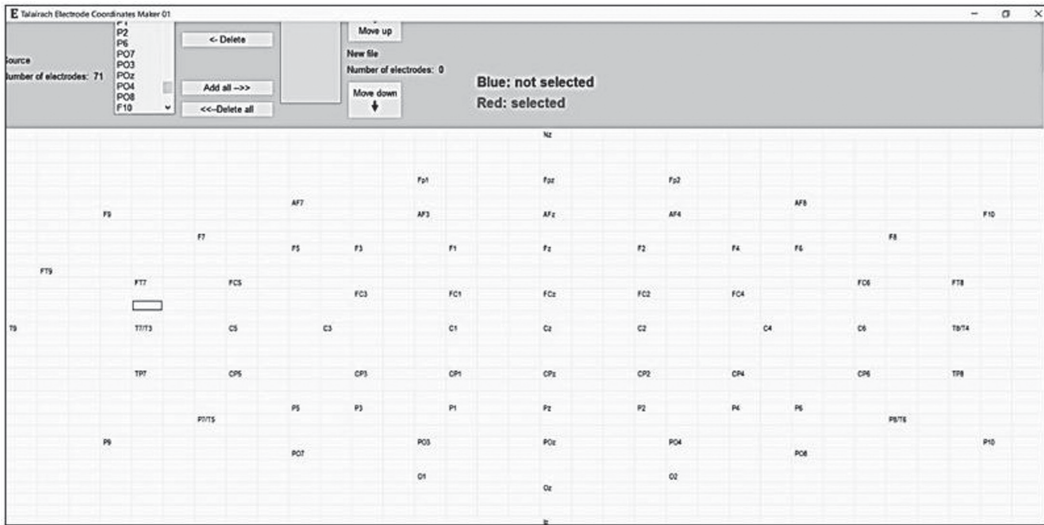 E Talairach Electrode Coordinates Maker 01
P1
P2
P6
PO7
PO3
POz
PO4
PO8
F10
Source
Number of electrodes: 71
<- Delete
Add all -->>
<<--Delete all
Move up
New file
Number of electrodes: 0
Move down
Blue: not selected
Red: selected
Nz
Fp1 Fpz Fp2
AF7 AF8
F9 AF3 AFz AF4 F10
F7 F8
F5 F3 F1 Fz F2 F4 F6
FT9
FT7 FC5 FC6 FT8
FC3 FC1 FCz FC2 FC4
T9 T7/T3 C5 C3 C1 Cz C2 C4 C6 T8/T4
TP7 CP5 CP3 CP1 CPz CP2 CP4 CP6 TP8
P5 P3 P1 Pz P2 P4 P6
P7/T5 P8/T6
P9 PO3 POz PO4 P10
PO7 PO8
O1 O2
Oz
Iz